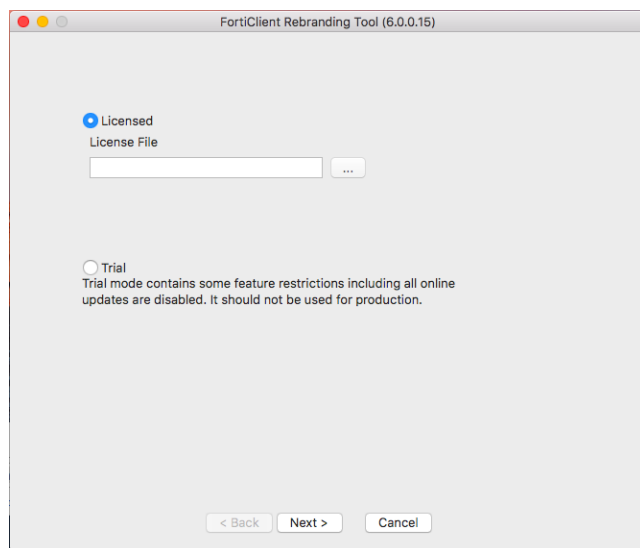 FortiClient Rebranding Tool (6.0.0.15)
Licensed
License File
...
Trial
Trial mode contains some feature restrictions including all online
updates are disabled. It should not be used for production.
< Back Next > Cancel